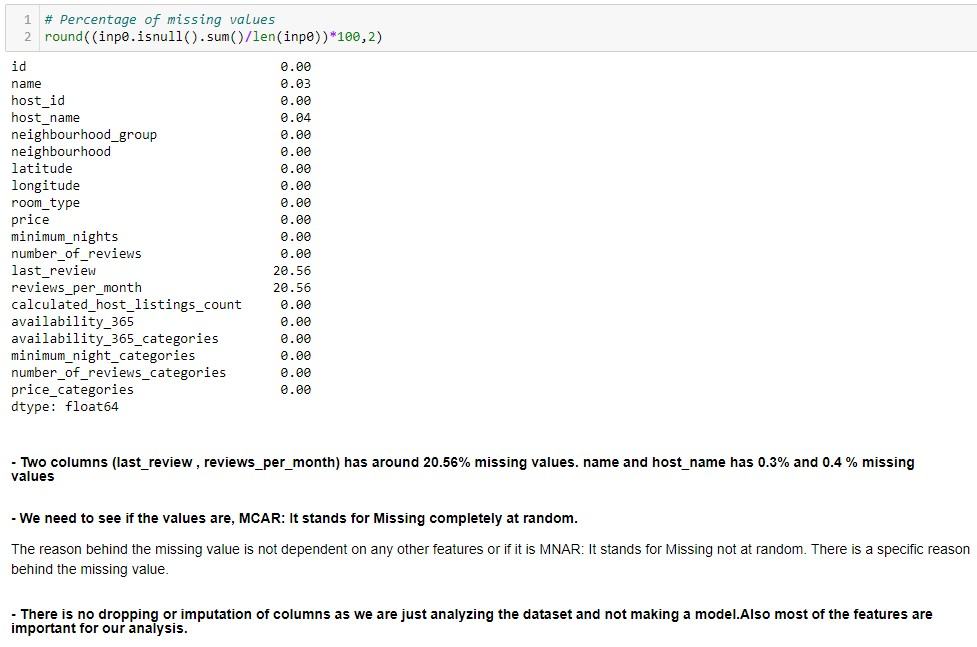 1 # Percentage of missing values
2 round((inp0.isnull().sum()/len(inp0))*100,2)
id 0.00
name 0.03
host_id 0.00
host_name 0.04
neighbourhood_group 0.00
neighbourhood 0.00
latitude 0.00
longitude 0.00
room_type 0.00
price 0.00
minimum_nights 0.00
number_of_reviews 0.00
last_review 20.56
reviews_per_month 20.56
calculated_host_listings_count 0.00
availability_365 0.00
availability_365_categories 0.00
minimum_night_categories 0.00
number_of_reviews_categories 0.00
price_categories 0.00
dtype: float64
- Two columns (last_review , reviews_per_month) has around 20.56% missing values. name and host_name has 0.3% and 0.4 % missing
values
- We need to see if the values are, MCAR: It stands for Missing completely at random.
The reason behind the missing value is not dependent on any other features or if it is MNAR: It stands for Missing not at random. There is a specific reason
behind the missing value.
- There is no dropping or imputation of columns as we are just analyzing the dataset and not making a model.Also most of the features are
important for our analysis.